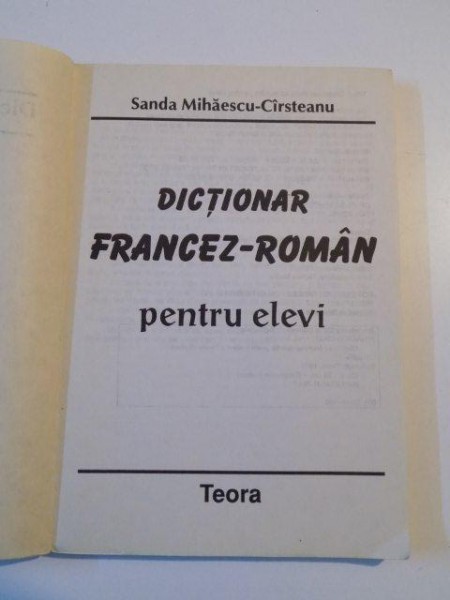 Sanda Mihăescu-Cîrsteanu
DICȚIONAR
FRANCEZ-ROMÂN
pentru elevi
Teora